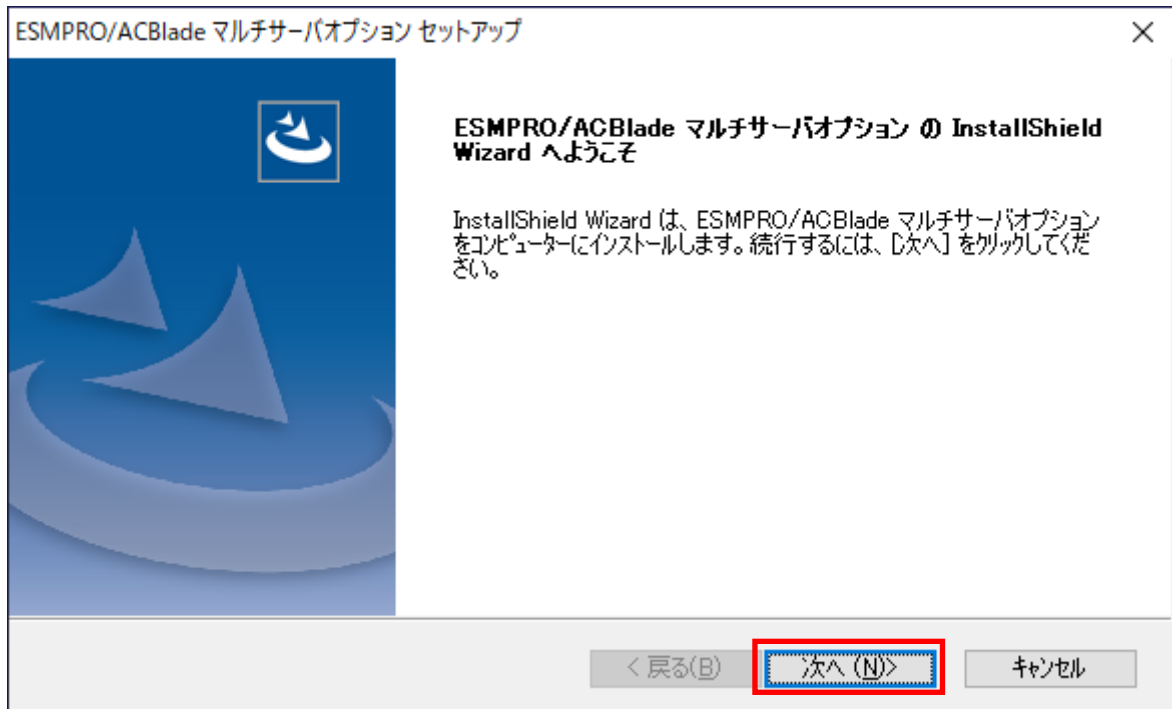 ESMPRO/ACBlade マルチサーバオプション セットアップ
ESMPRO/ACBlade マルチサーバオプション の InstallShield
Wizard へようこそ
InstallShield Wizard は、ESMPRO/ACBlade マルチサーバオプション
をコンピューターにインストールします。続行するには、[次へ] をクリックしてくだ
さい。
< 戻る(B)
次へ (N)>
キャンセル